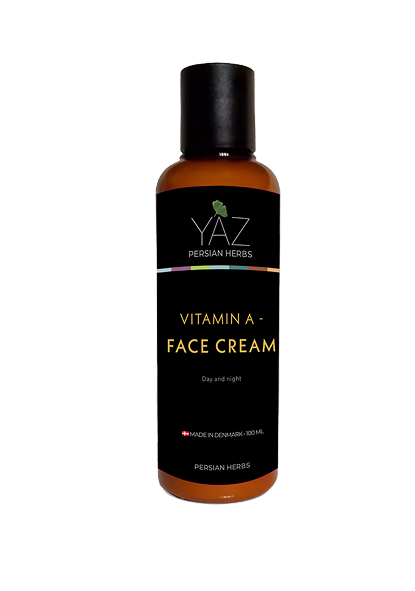 YAZ
PERSIAN HERBS
VITAMIN A -
FACE CREAM
Day and night
MADE IN DENMARK - 100 ML
PERSIAN HERBS